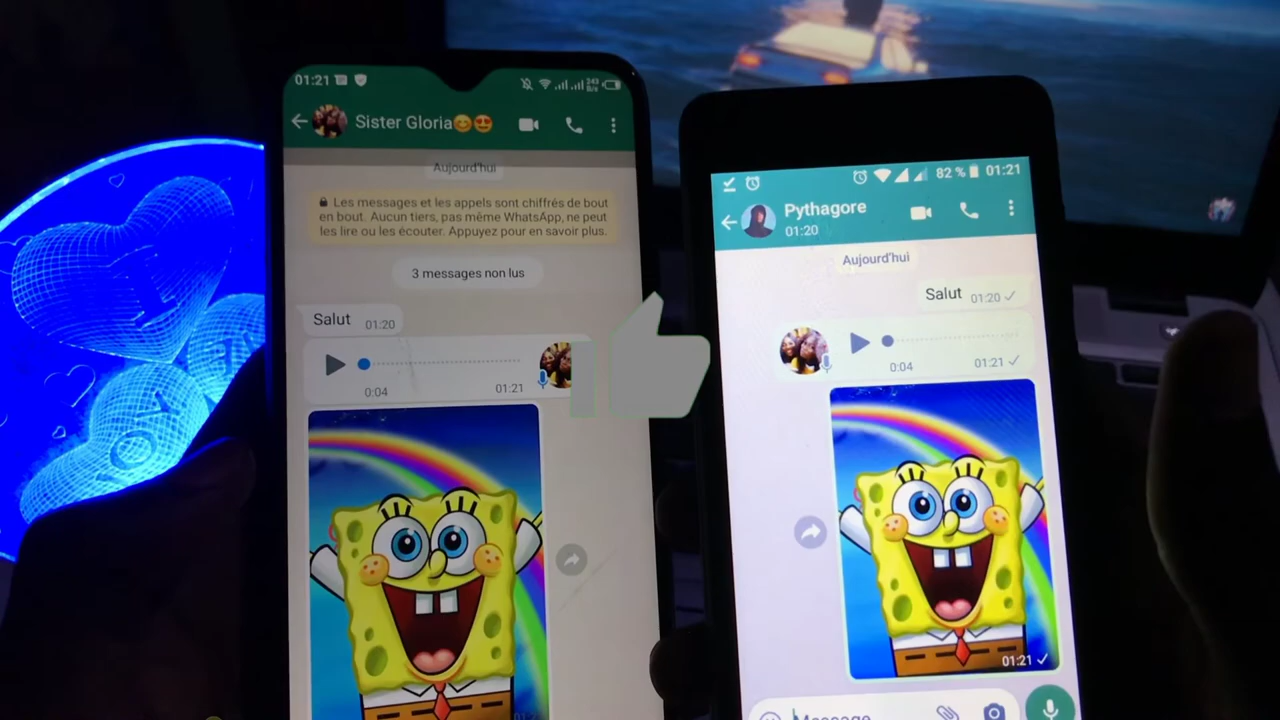 01:21
243
B/s
Sister Gloria😊😍
Aujourd'hui
Les messages et les appels sont chiffrés de bout
en bout. Aucun tiers, pas même WhatsApp, ne peut
les lire ou les écouter. Appuyez pour en savoir plus.
3 messages non lus
Salut 01:20
0:04 01:21
82 % 01:21
Pythagore
01:20
Aujourd'hui
Salut 01:20
0:04 01:21
01:21
Message